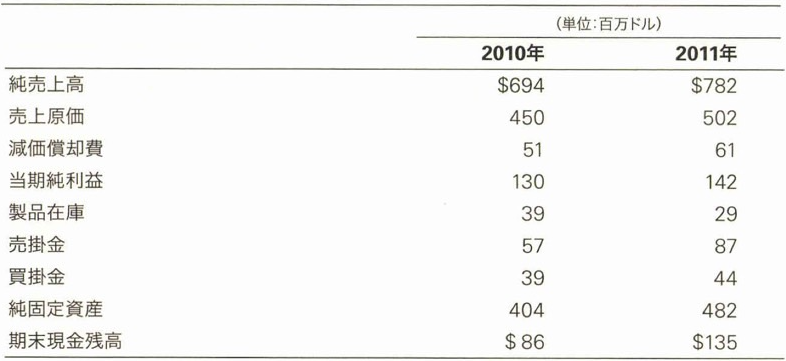 (単位:百万ドル)
2010年 2011年
純売上高 $694 $782
売上原価 450 502
減価償却費 51 61
当期純利益 130 142
製品在庫 39 29
売掛金 57 87
買掛金 39 44
純固定資産 404 482
期末現金残高 $ 86 $135